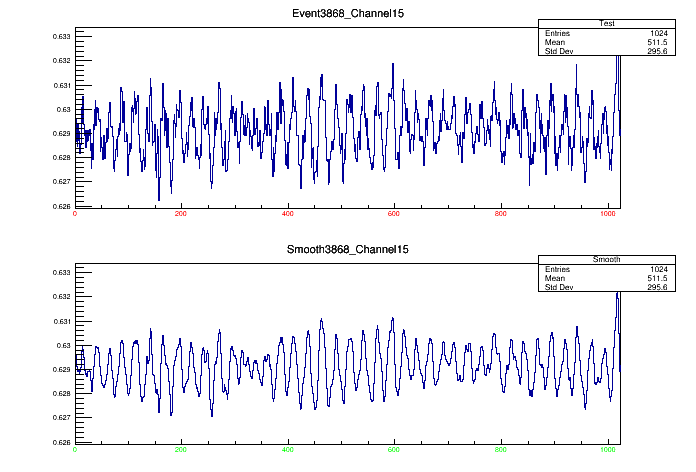 Event3868_Channel15
Test
Entries 1024
Mean 511.5
Std Dev 295.6
0.633
0.632
0.631
0.63
0.629
0.628
0.627
0.626
0 200 400 600 800 1000
Smooth3868_Channel15
Smooth
Entries 1024
Mean 511.5
Std Dev 295.6
0.633
0.632
0.631
0.63
0.629
0.628
0.627
0.626
0 200 400 600 800 1000